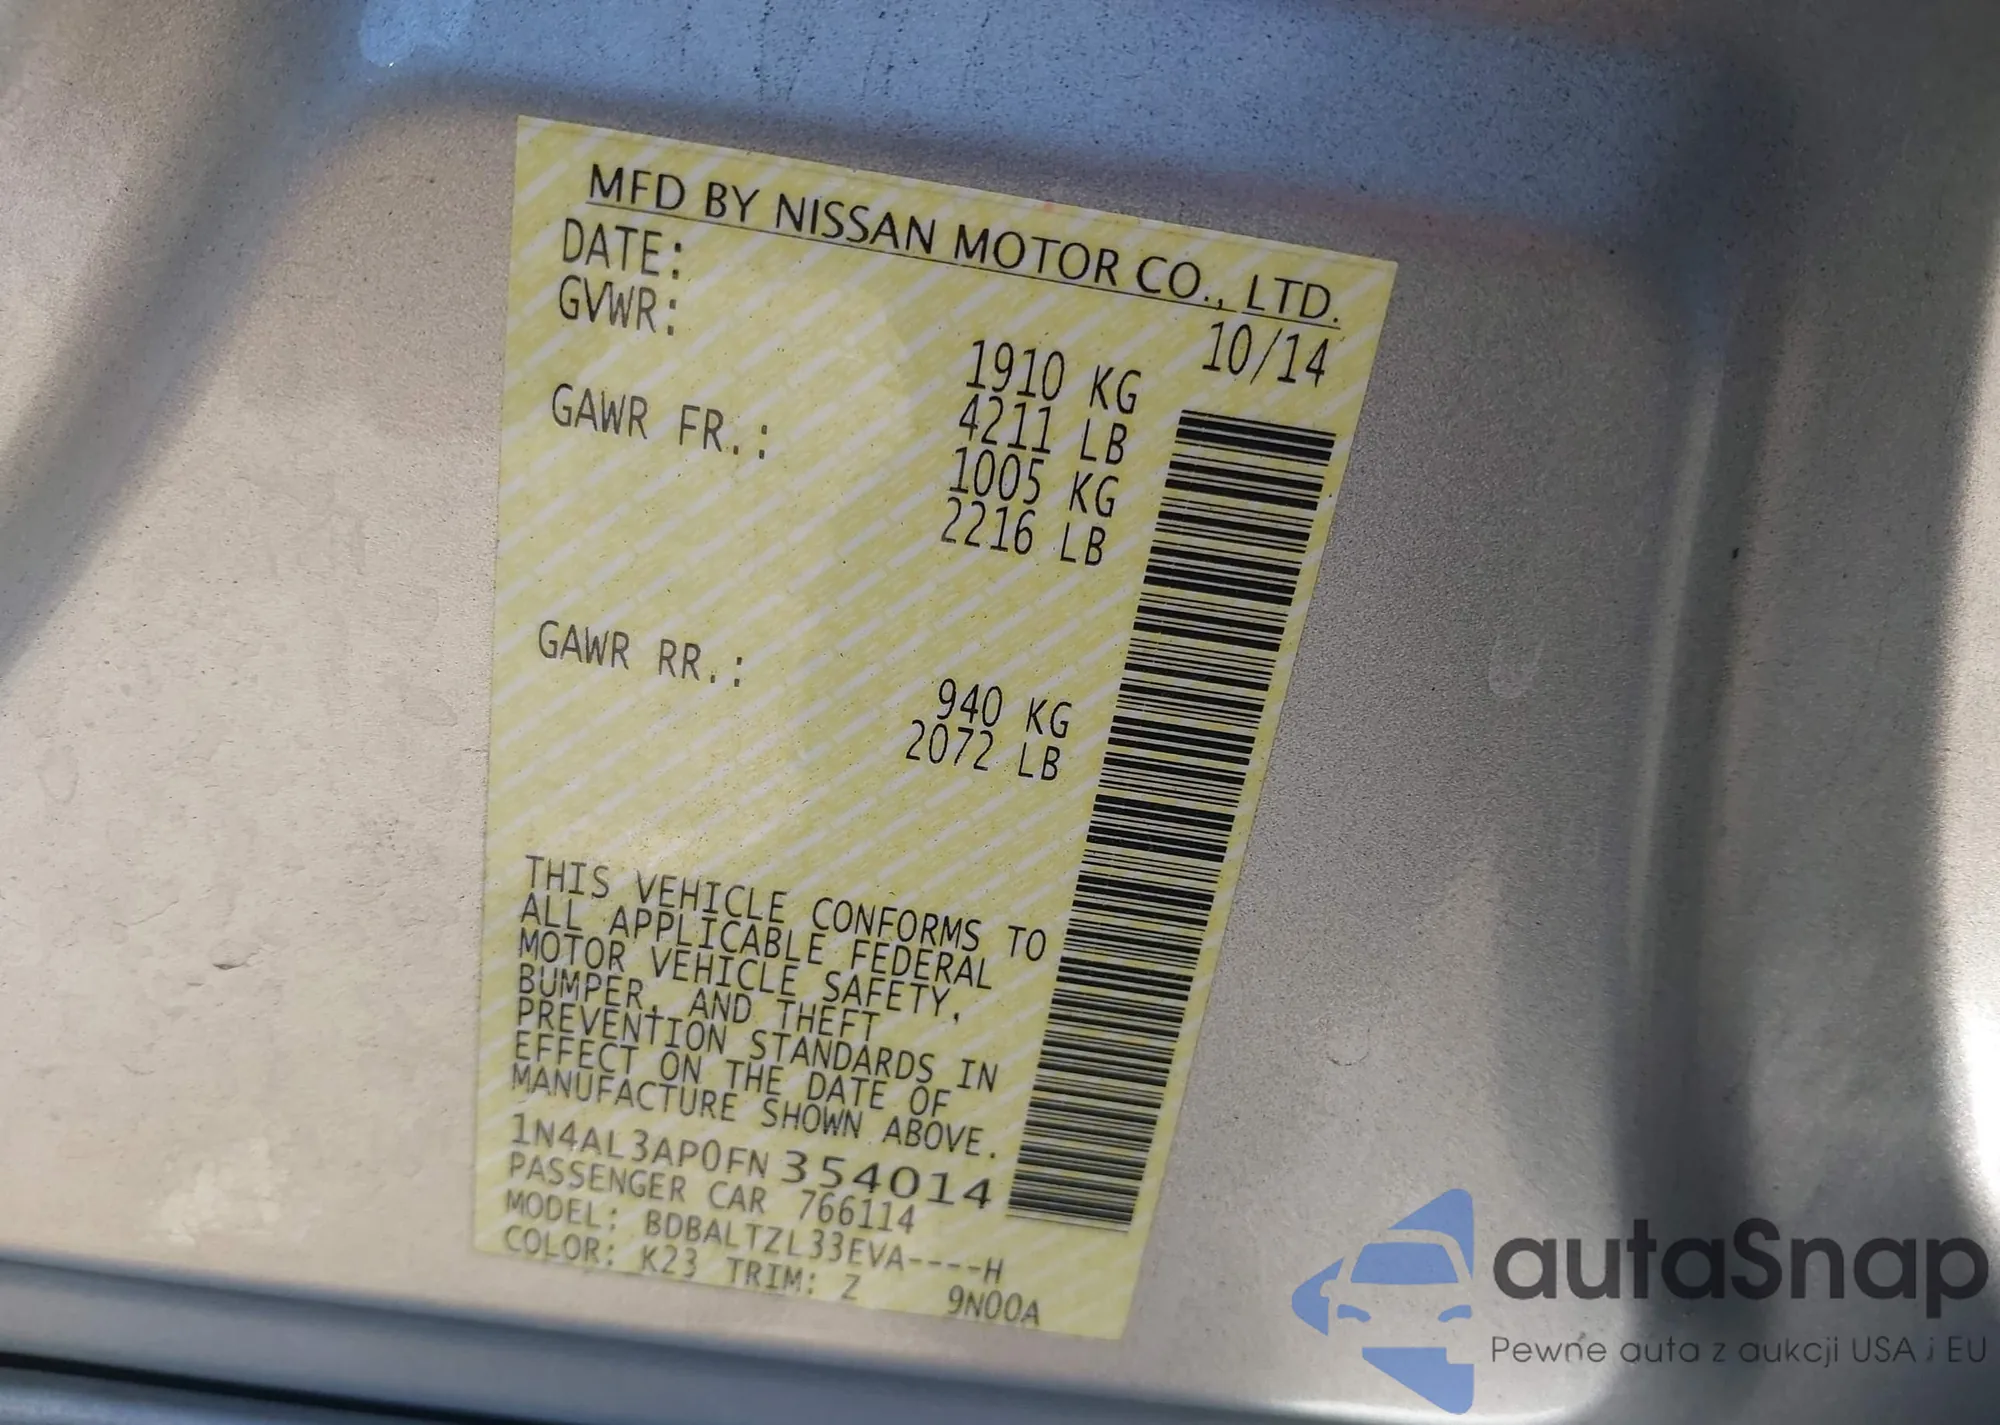 MFD BY NISSAN MOTOR CO., LTD.
DATE: 10/14
GVWR: 1910 KG
4211 LB
GAWR FR.: 1005 KG
2216 LB
GAWR RR.: 940 KG
2072 LB
THIS VEHICLE CONFORMS TO
ALL APPLICABLE FEDERAL
MOTOR VEHICLE SAFETY,
BUMPER, AND THEFT
PREVENTION STANDARDS IN
EFFECT ON THE DATE OF
MANUFACTURE SHOWN ABOVE.
1N4AL3AP0FN354014
PASSENGER CAR 766114
MODEL: BDBALTZL33EVA----H
COLOR: K23 TRIM: Z 9N00A
autaSnap
Pewne auta z aukcji USA i EU